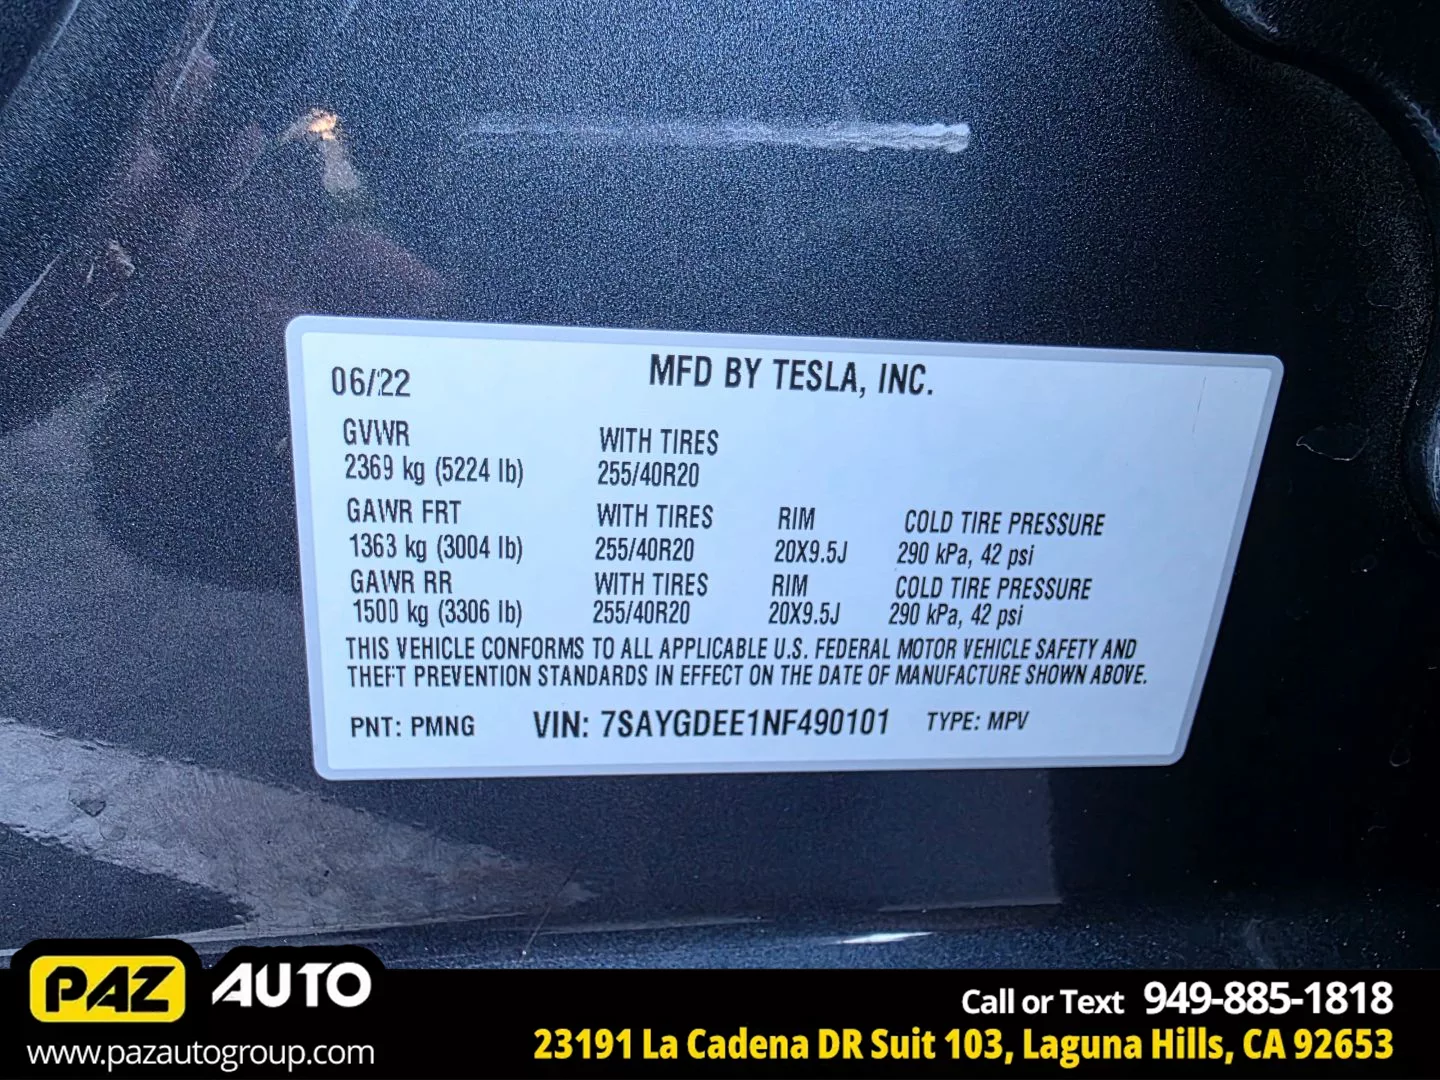 06/22 MFD BY TESLA, INC.
GVWR WITH TIRES
2369 kg (5224 lb) 255/40R20
GAWR FRT WITH TIRES RIM COLD TIRE PRESSURE
1363 kg (3004 lb) 255/40R20 20X9.5J 290 kPa, 42 psi
GAWR RR WITH TIRES RIM COLD TIRE PRESSURE
1500 kg (3306 lb) 255/40R20 20X9.5J 290 kPa, 42 psi
THIS VEHICLE CONFORMS TO ALL APPLICABLE U.S. FEDERAL MOTOR VEHICLE SAFETY AND
THEFT PREVENTION STANDARDS IN EFFECT ON THE DATE OF MANUFACTURE SHOWN ABOVE.
PNT: PMNG VIN: 7SAYGDEE1NF490101 TYPE: MPV
PAZ AUTO
www.pazautogroup.com
Call or Text 949-885-1818
23191 La Cadena DR Suit 103, Laguna Hills, CA 92653